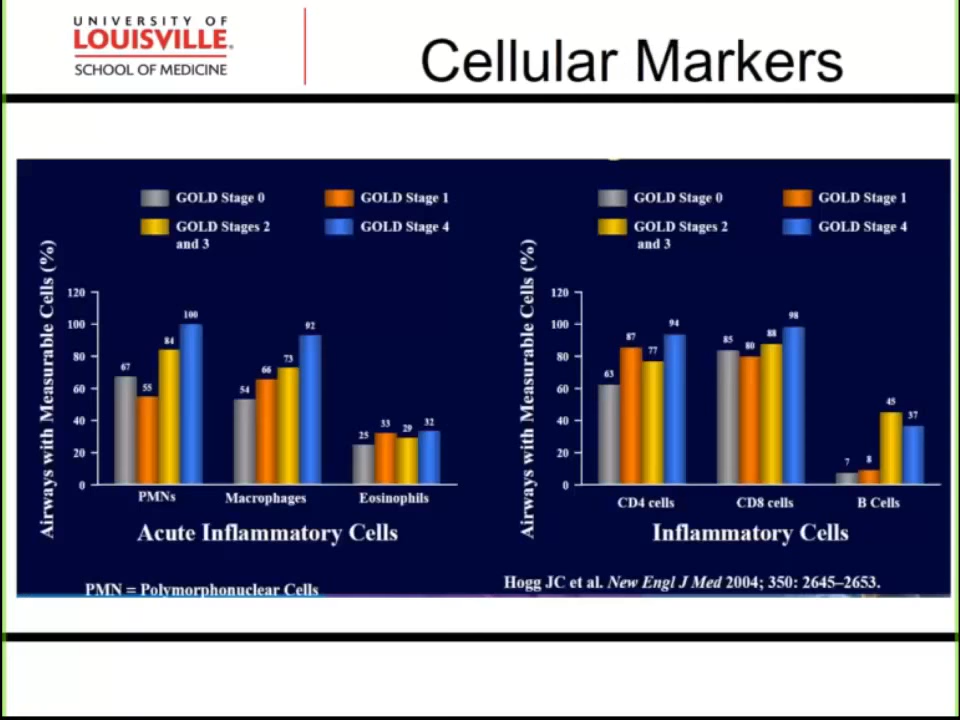 UNIVERSITY OF
LOUISVILLE.
SCHOOL OF MEDICINE
Cellular Markers
GOLD Stage 0
GOLD Stage 1
GOLD Stages 2
and 3
GOLD Stage 4
Airways with Measurable Cells (%)
120
100
80
60
40
20
0
67
55
84
100
54
66
73
92
25
33
29
32
PMNs
Macrophages
Eosinophils
Acute Inflammatory Cells
PMN = Polymorphonuclear Cells
GOLD Stage 0
GOLD Stage 1
GOLD Stages 2
and 3
GOLD Stage 4
Airways with Measurable Cells (%)
120
100
80
60
40
20
0
63
87
77
94
85
80
88
98
7
8
45
37
CD4 cells
CD8 cells
B Cells
Inflammatory Cells
Hogg JC et al. New Engl J Med 2004; 350: 2645–2653.